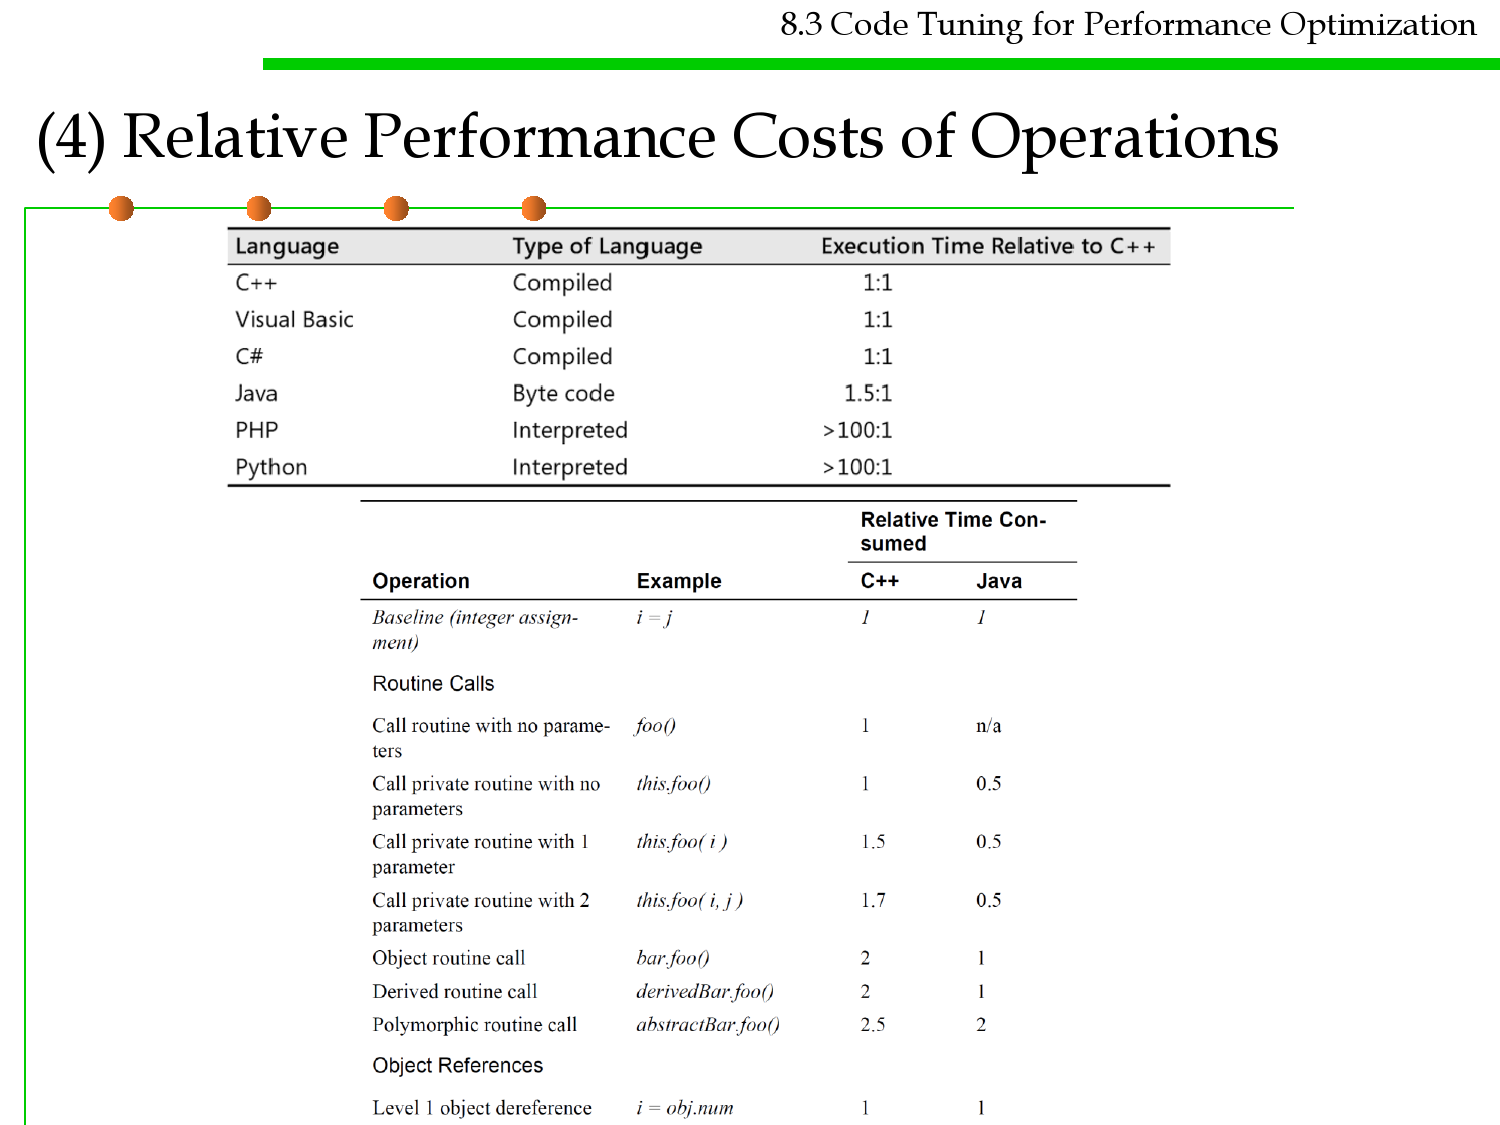 8.3 Code Tuning for Performance Optimization
(4) Relative Performance Costs of Operations
Language Type of Language Execution Time Relative to C++
C++ Compiled 1:1
Visual Basic Compiled 1:1
C# Compiled 1:1
Java Byte code 1.5:1
PHP Interpreted >100:1
Python Interpreted >100:1
Relative Time Con-
sumed
Operation Example C++ Java
Baseline (integer assign- i = j 1 1
ment)
Routine Calls
Call routine with no parame- foo() 1 n/a
ters
Call private routine with no this.foo() 1 0.5
parameters
Call private routine with 1 this.foo( i ) 1.5 0.5
parameter
Call private routine with 2 this.foo( i, j ) 1.7 0.5
parameters
Object routine call bar.foo() 2 1
Derived routine call derivedBar.foo() 2 1
Polymorphic routine call abstractBar.foo() 2.5 2
Object References
Level 1 object dereference i = obj.num 1 1